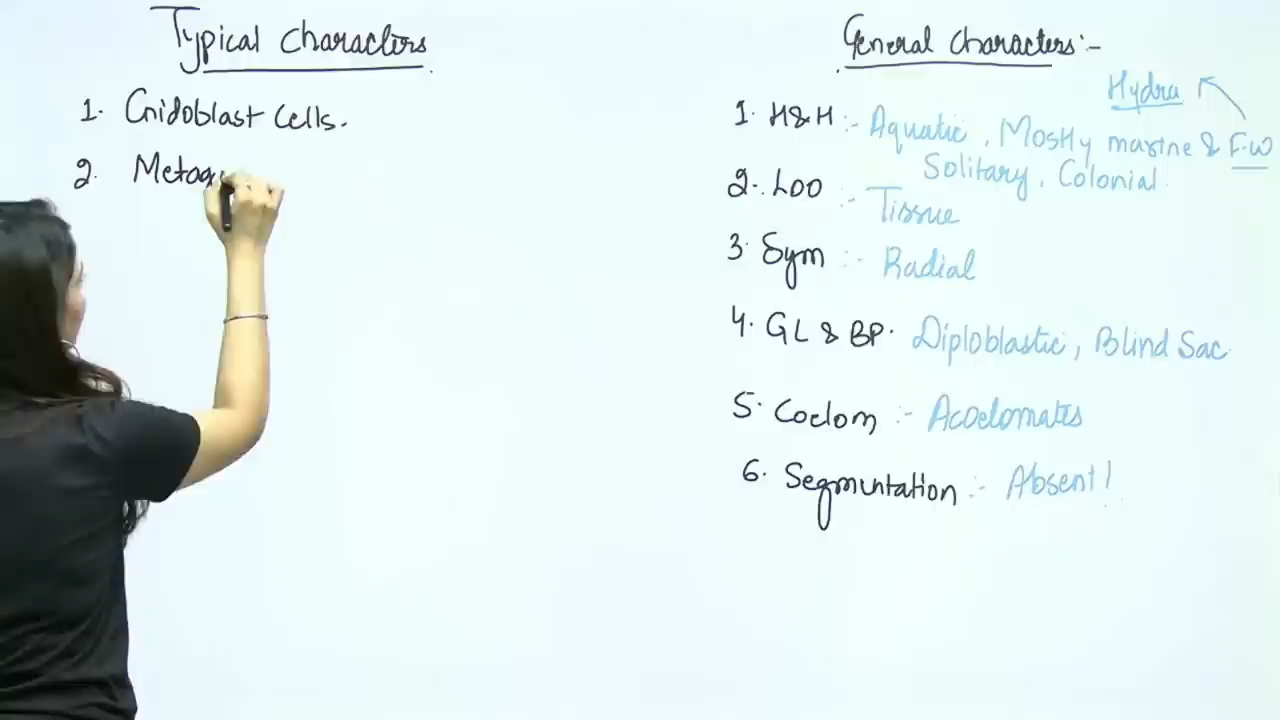 Typical Characters
1. Cnidoblast Cells.
2. Metag
General Characters:-
Hydra
1. H&H :- Aquatic, Mostly marine & F.W
Solitary, Colonial
2. LOO :- Tissue
3. Sym :- Radial
4. GL & BP. Diploblastic, Blind Sac
5. Coelom :- Acoelomates
6. Segmentation :- Absent!